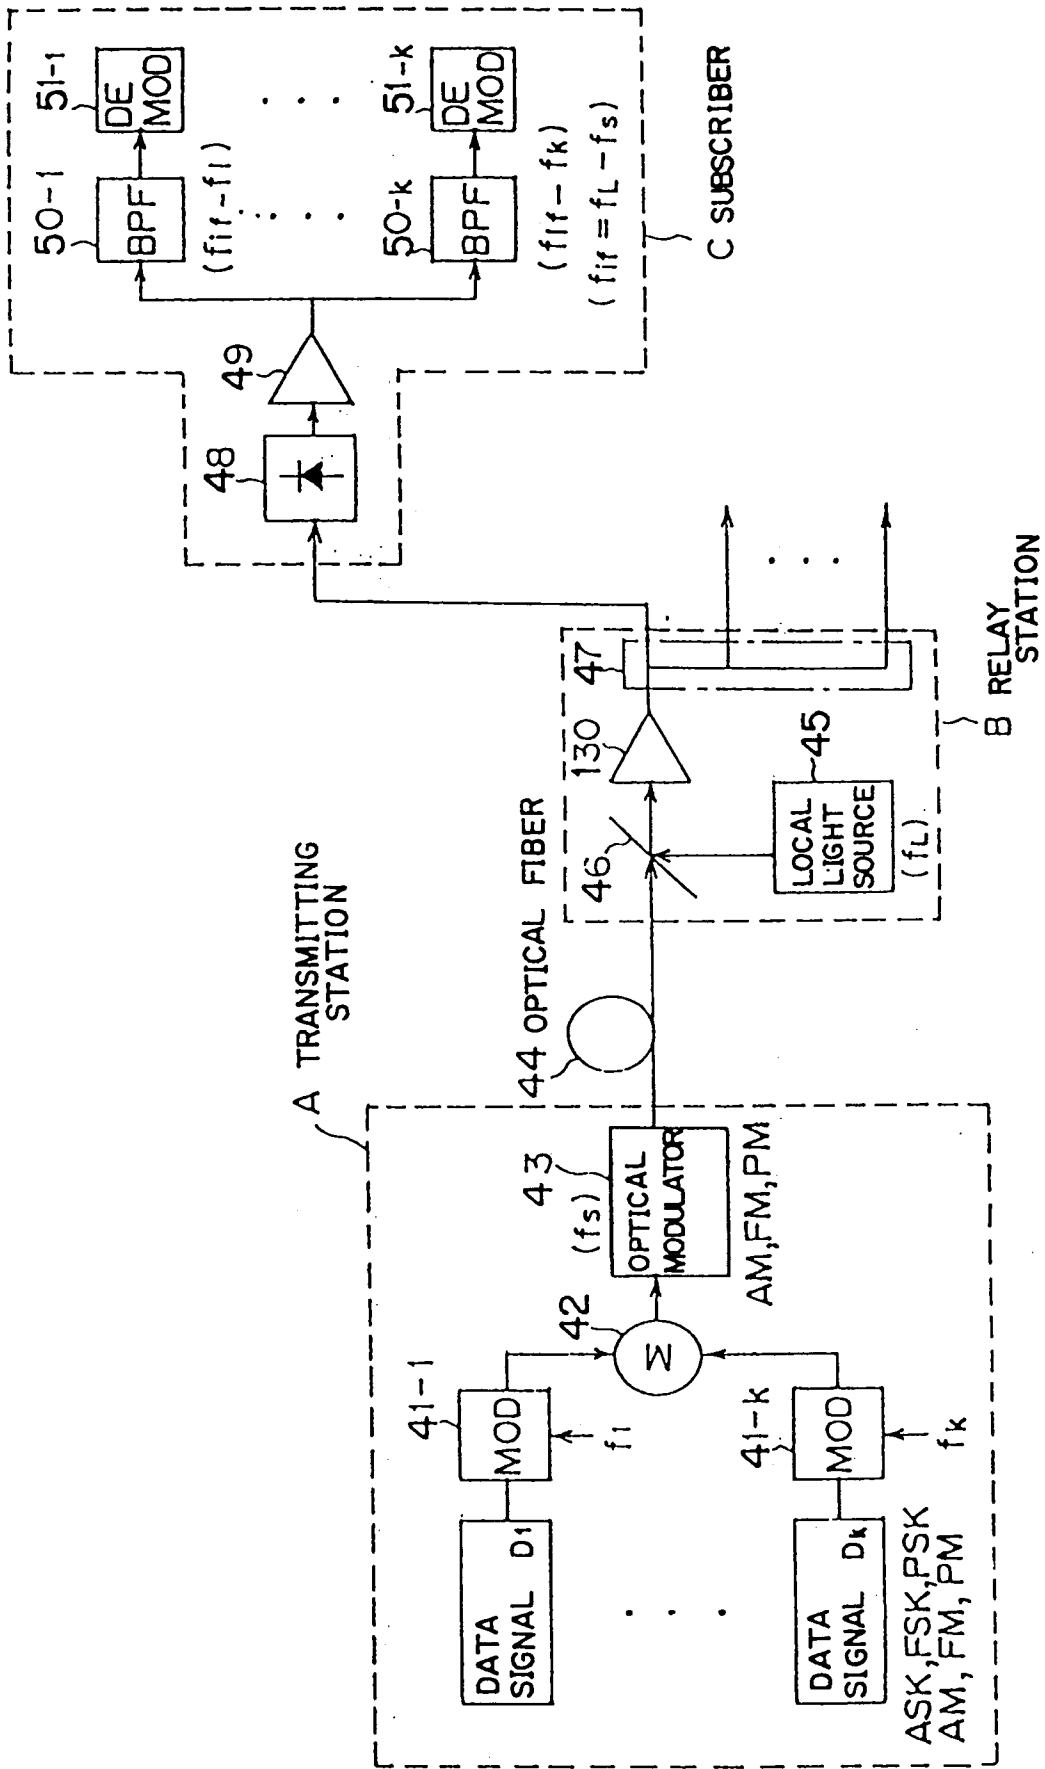 A TRANSMITTING
STATION
DATA
SIGNAL D1
41-1
MOD
f1
DATA
SIGNAL Dk
41-k
MOD
fk
ASK,FSK,PSK
AM, FM, PM
42
Σ
43
(fs)
OPTICAL
MODULATOR
AM,FM,PM
44 OPTICAL FIBER
46
130
47
45
LOCAL
LIGHT
SOURCE
(fL)
B RELAY
STATION
48
49
50-1
BPF
(fif-f1)
51-1
DE
MOD
50-k
BPF
(fIf-fk)
(fif=fL-fs)
51-k
DE
MOD
C SUBSCRIBER